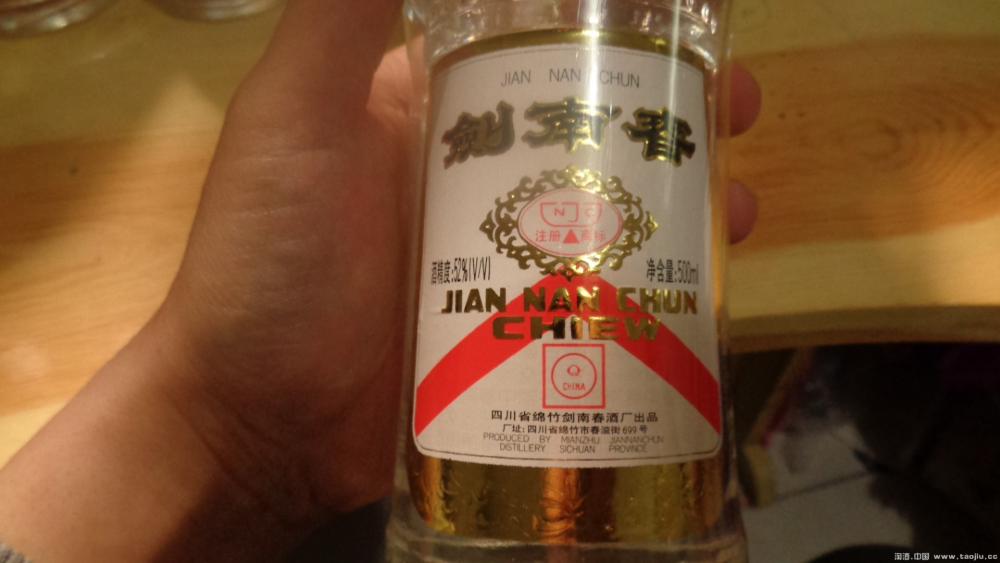 JIAN NAN CHUN
劍南春
N C
注册 商标
酒精度:52%(V/V) 净含量:500ml
JIAN NAN CHUN
CHIEW
Q
CHINA
四川省绵竹剑南春酒厂出品
厂址:四川省绵竹市春溢街699号
PRODUCED BY MIANZHU JIANNANCHUN
DISTILLERY SICHUAN PROVINCE
淘酒.中国 www.taojiu.cc